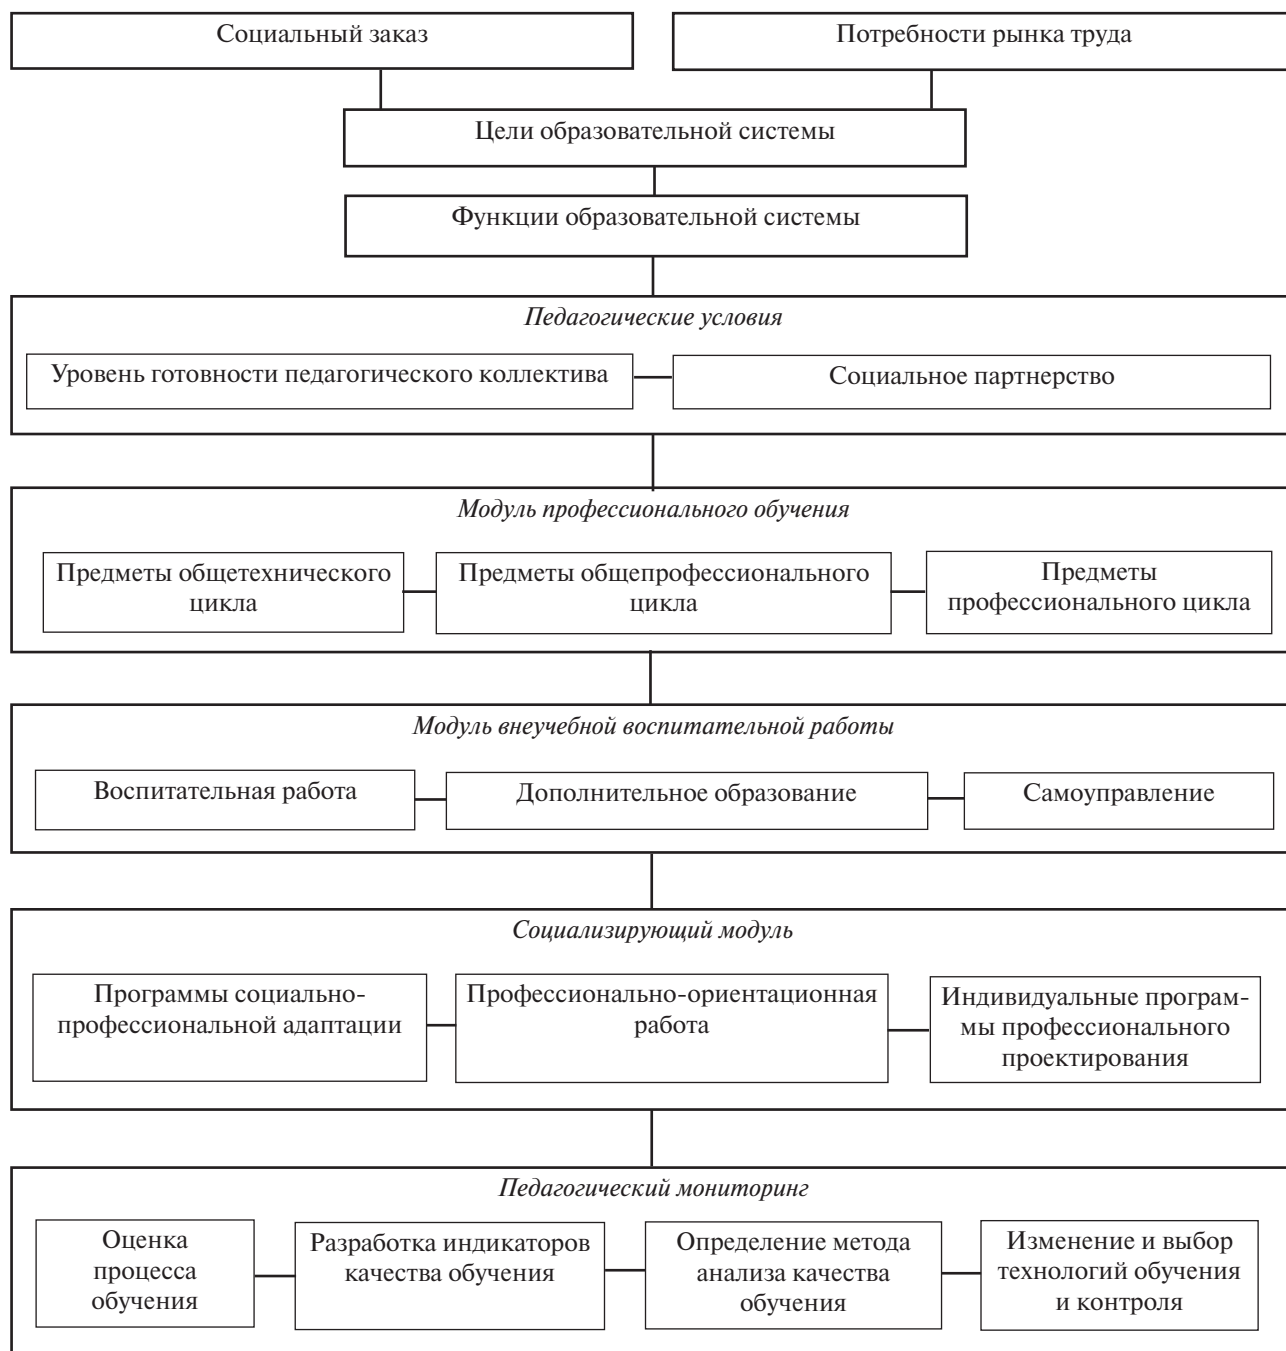 Социальный заказ
Потребности рынка труда
Цели образовательной системы
Функции образовательной системы
Педагогические условия
Уровень готовности педагогического коллектива
Социальное партнерство
Модуль профессионального обучения
Предметы общетехнического
цикла
Предметы общепрофессионального
цикла
Предметы
профессионального цикла
Модуль внеучебной воспитательной работы
Воспитательная работа
Дополнительное образование
Самоуправление
Социализирующий модуль
Программы социально-
профессиональной адаптации
Профессионально-ориентационная
работа
Индивидуальные програм-
мы профессионального
проектирования
Педагогический мониторинг
Оценка
процесса
обучения
Разработка индикаторов
качества обучения
Определение метода
анализа качества
обучения
Изменение и выбор
технологий обучения
и контроля